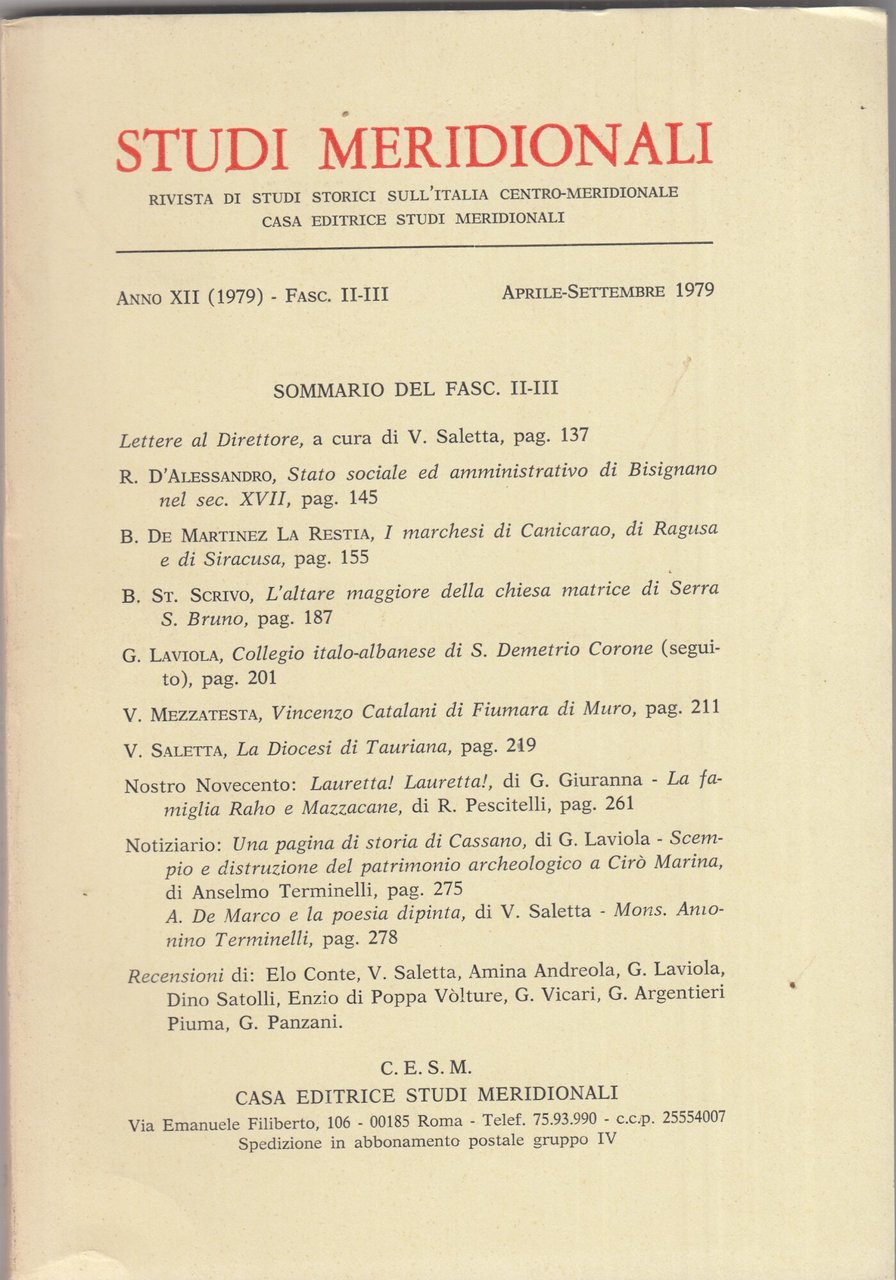 STUDI MERIDIONALI
RIVISTA DI STUDI STORICI SULL'ITALIA CENTRO-MERIDIONALE
CASA EDITRICE STUDI MERIDIONALI
ANNO XII (1979) - FASC. II-III APRILE-SETTEMBRE 1979
SOMMARIO DEL FASC. II-III
Lettere al Direttore, a cura di V. Saletta, pag. 137
R. D'ALESSANDRO, Stato sociale ed amministrativo di Bisignano
nel sec. XVII, pag. 145
B. DE MARTINEZ LA RESTIA, I marchesi di Canicarao, di Ragusa
e di Siracusa, pag. 155
B. ST. SCRIVO, L'altare maggiore della chiesa matrice di Serra
S. Bruno, pag. 187
G. LAVIOLA, Collegio italo-albanese di S. Demetrio Corone (segui-
to), pag. 201
V. MEZZATESTA, Vincenzo Catalani di Fiumara di Muro, pag. 211
V. SALETTA, La Diocesi di Tauriana, pag. 219
Nostro Novecento: Lauretta! Lauretta!, di G. Giuranna - La fa-
miglia Raho e Mazzacane, di R. Pescitelli, pag. 261
Notiziario: Una pagina di storia di Cassano, di G. Laviola - Scem-
pio e distruzione del patrimonio archeologico a Cirò Marina,
di Anselmo Terminelli, pag. 275
A. De Marco e la poesia dipinta, di V. Saletta - Mons. Anto-
nino Terminelli, pag. 278
Recensioni di: Elo Conte, V. Saletta, Amina Andreola, G. Laviola,
Dino Satolli, Enzio di Poppa Vòlture, G. Vicari, G. Argentieri
Piuma, G. Panzani.
C. E. S. M.
CASA EDITRICE STUDI MERIDIONALI
Via Emanuele Filiberto, 106 - 00185 Roma - Telef. 75.93.990 - c.c.p. 25554007
Spedizione in abbonamento postale gruppo IV